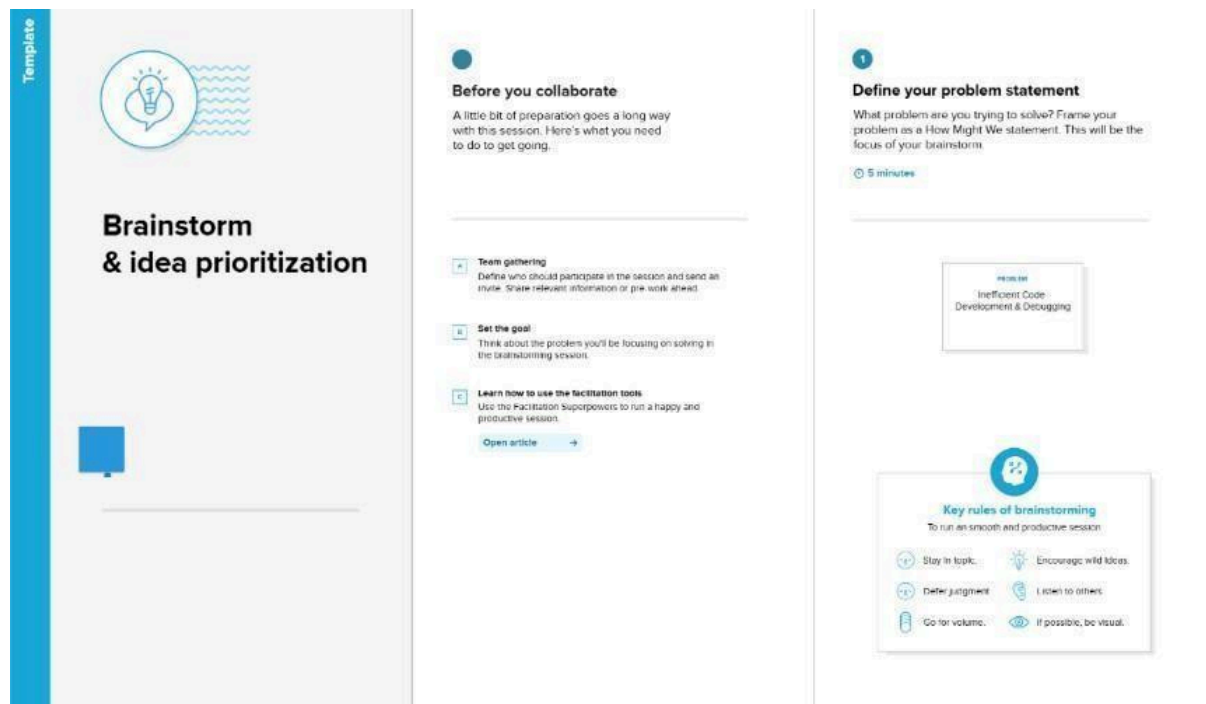 Template
Brainstorm
& idea prioritization
Before you collaborate
A little bit of preparation goes a long way
with this session. Here's what you need
to do to get going.
A
Team gathering
Define who should participate in the session and send an
invite. Share relevant information or pre-work ahead.
B
Set the goal
Think about the problem you'll be focusing on solving in
the brainstorming session.
C
Learn how to use the facilitation tools
Use the Facilitation Superpowers to run a happy and
productive session.
Open article →
1
Define your problem statement
What problem are you trying to solve? Frame your
problem as a How Might We statement. This will be the
focus of your brainstorm.
5 minutes
PROBLEM
Inefficient Code
Development & Debugging
Key rules of brainstorming
To run an smooth and productive session
Stay in topic.
Encourage wild ideas.
Defer judgment
Listen to others
Go for volume.
If possible, be visual.